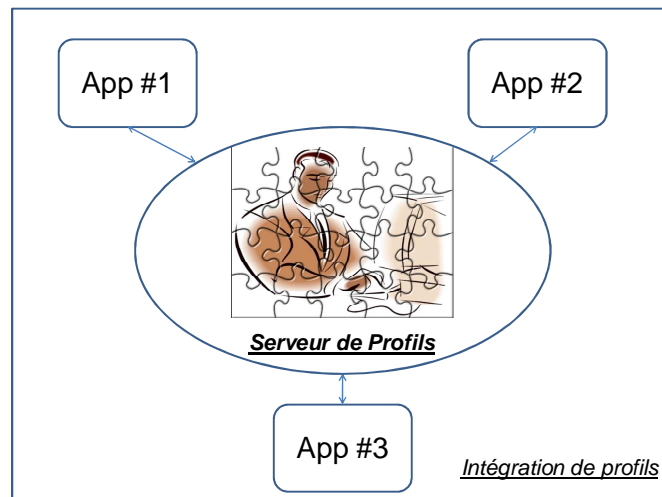 App #1
App #2
Serveur de Profils
App #3
Intégration de profils